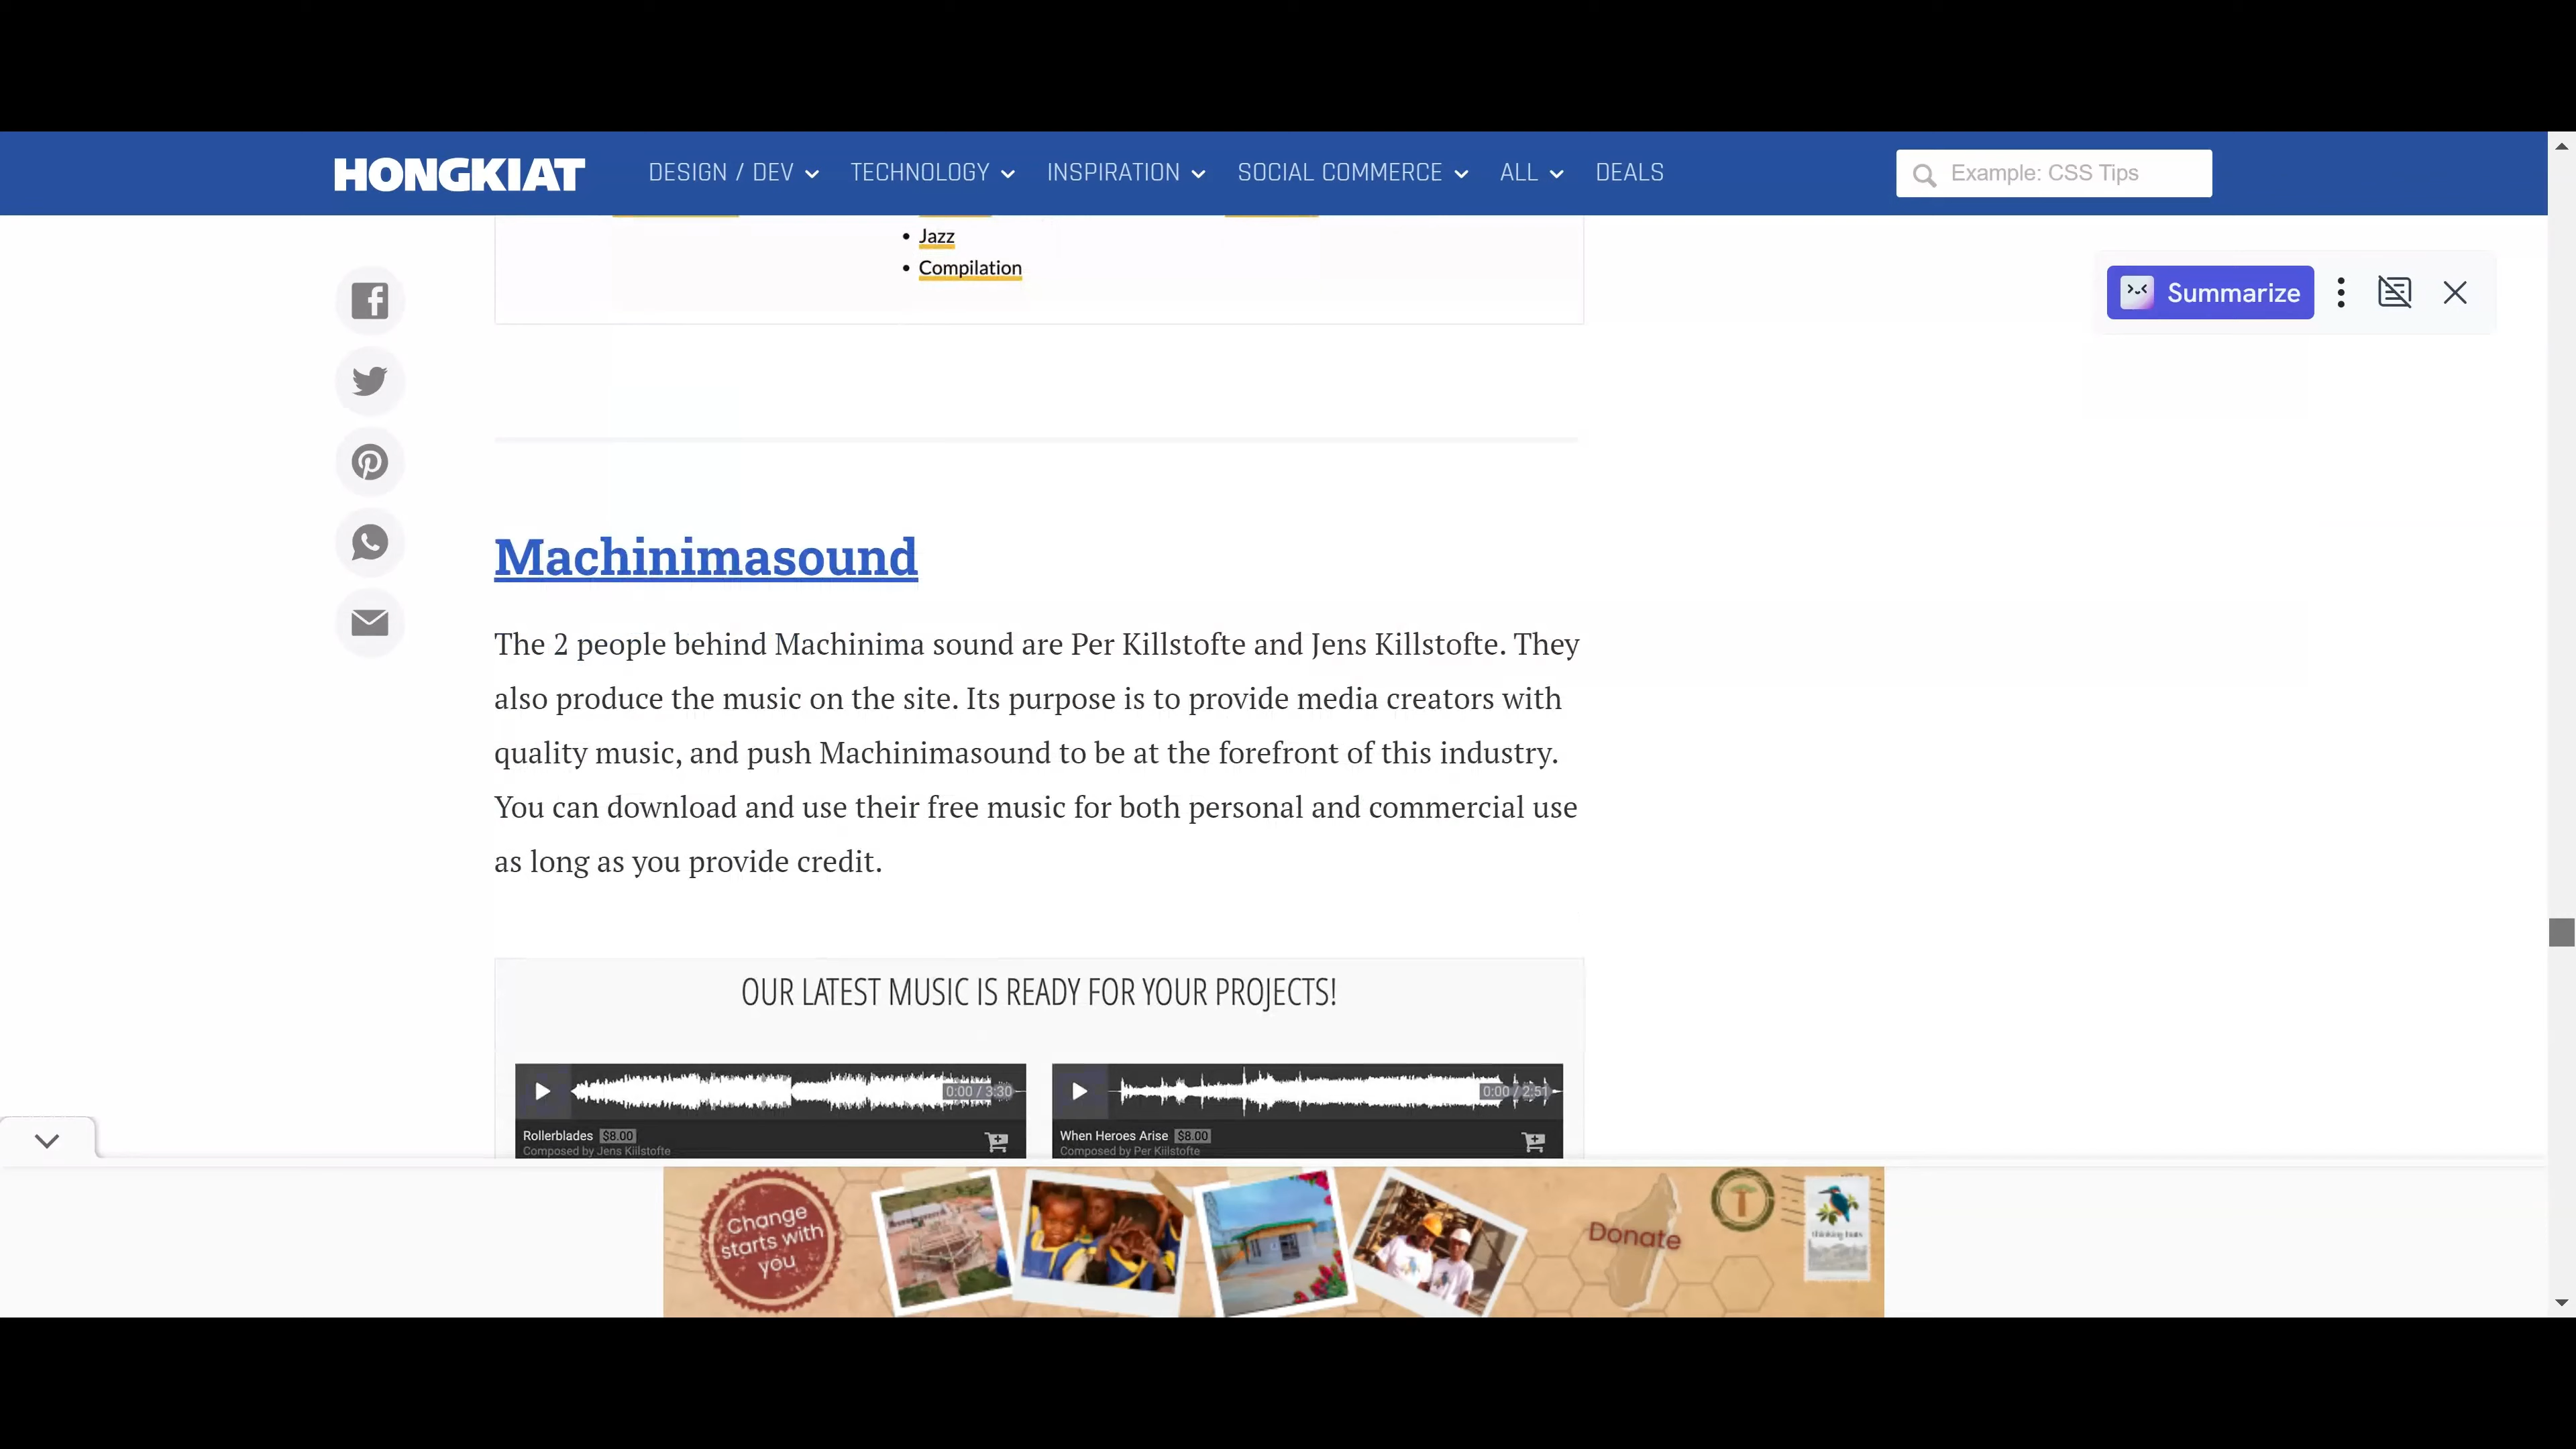 HONGKIAT
DESIGN / DEV
TECHNOLOGY
INSPIRATION
SOCIAL COMMERCE
ALL
DEALS
Example: CSS Tips
Jazz
Compilation
Summarize
Machinimasound
The 2 people behind Machinima sound are Per Killstofte and Jens Killstofte. They
also produce the music on the site. Its purpose is to provide media creators with
quality music, and push Machinimasound to be at the forefront of this industry.
You can download and use their free music for both personal and commercial use
as long as you provide credit.
OUR LATEST MUSIC IS READY FOR YOUR PROJECTS!
0:00 / 3:30
0:00 / 2:51
Rollerblades $8.00
Composed by Jens Kiilstofte
When Heroes Arise $8.00
Composed by Per Kiilstofte
Change
starts with
you
Donate